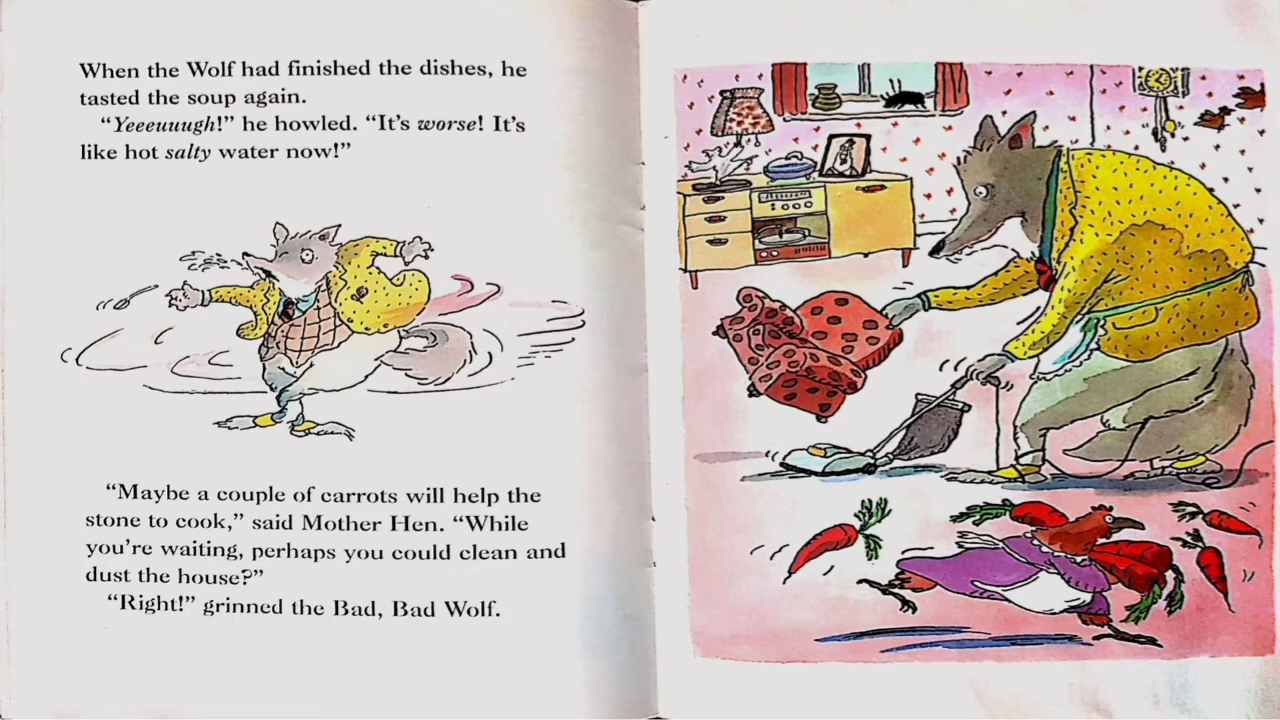 When the Wolf had finished the dishes, he
tasted the soup again.
“Yeeeuuugh!” he howled. “It’s worse! It’s
like hot salty water now!”
“Maybe a couple of carrots will help the
stone to cook,” said Mother Hen. “While
you’re waiting, perhaps you could clean and
dust the house?”
“Right!” grinned the Bad, Bad Wolf.